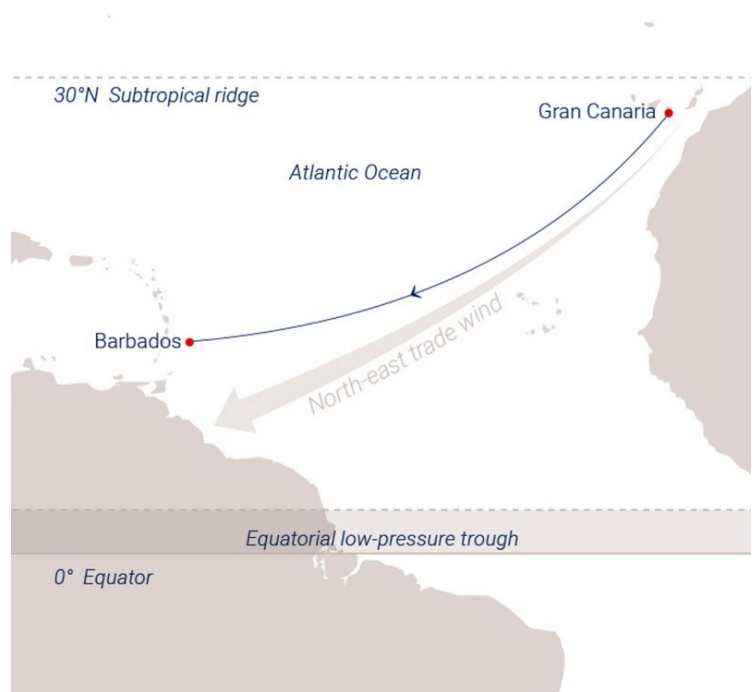 30°N Subtropical ridge
Gran Canaria
Atlantic Ocean
Barbados
North-east trade wind
Equatorial low-pressure trough
0° Equator